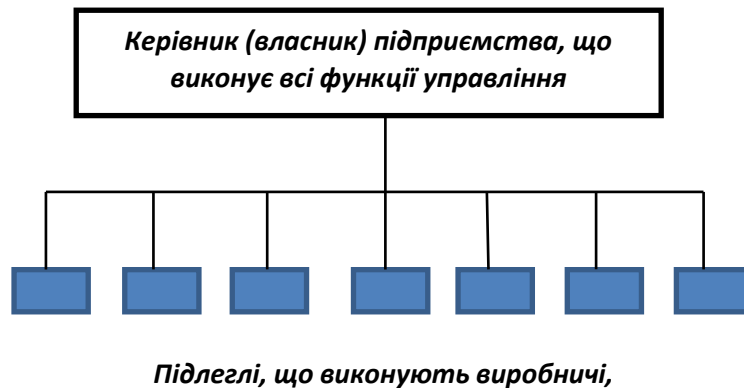 Керівник (власник) підприємства, що
виконує всі функції управління
Підлеглі, що виконують виробничі,